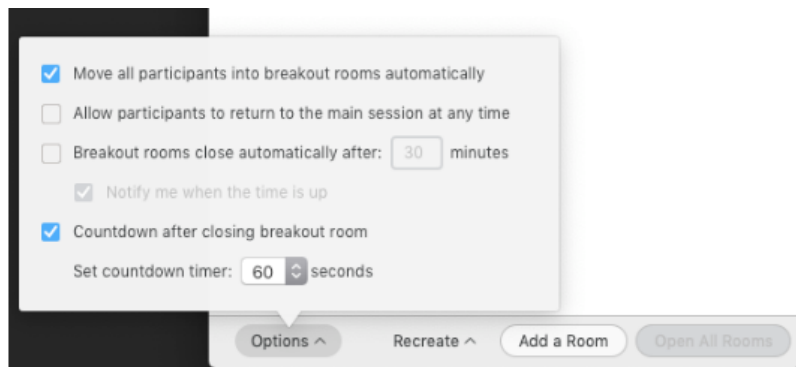 Move all participants into breakout rooms automatically
Allow participants to return to the main session at any time
Breakout rooms close automatically after: 30 minutes
Notify me when the time is up
Countdown after closing breakout room
Set countdown timer: 60 seconds
Options Recreate Add a Room Open All Rooms